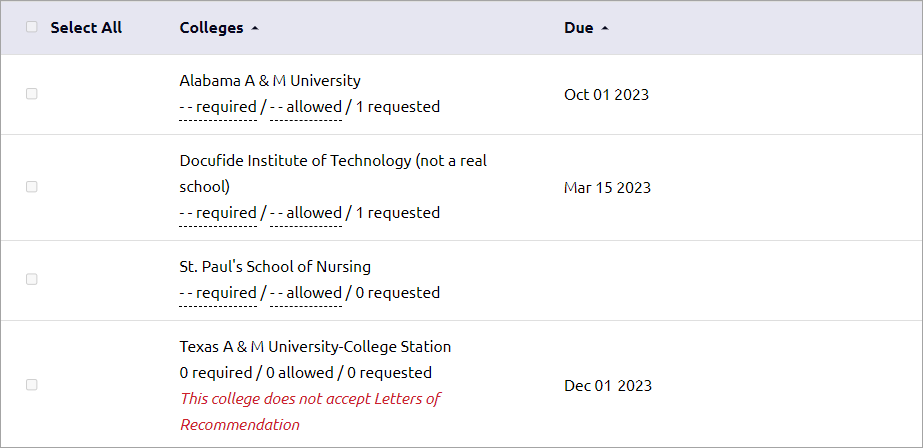 Select All Colleges Due
Alabama A & M University
- - required / - - allowed / 1 requested
Oct 01 2023
Docufide Institute of Technology (not a real
school)
- - required / - - allowed / 1 requested
Mar 15 2023
St. Paul's School of Nursing
- - required / - - allowed / 0 requested
Texas A & M University-College Station
0 required / 0 allowed / 0 requested
This college does not accept Letters of
Recommendation
Dec 01 2023